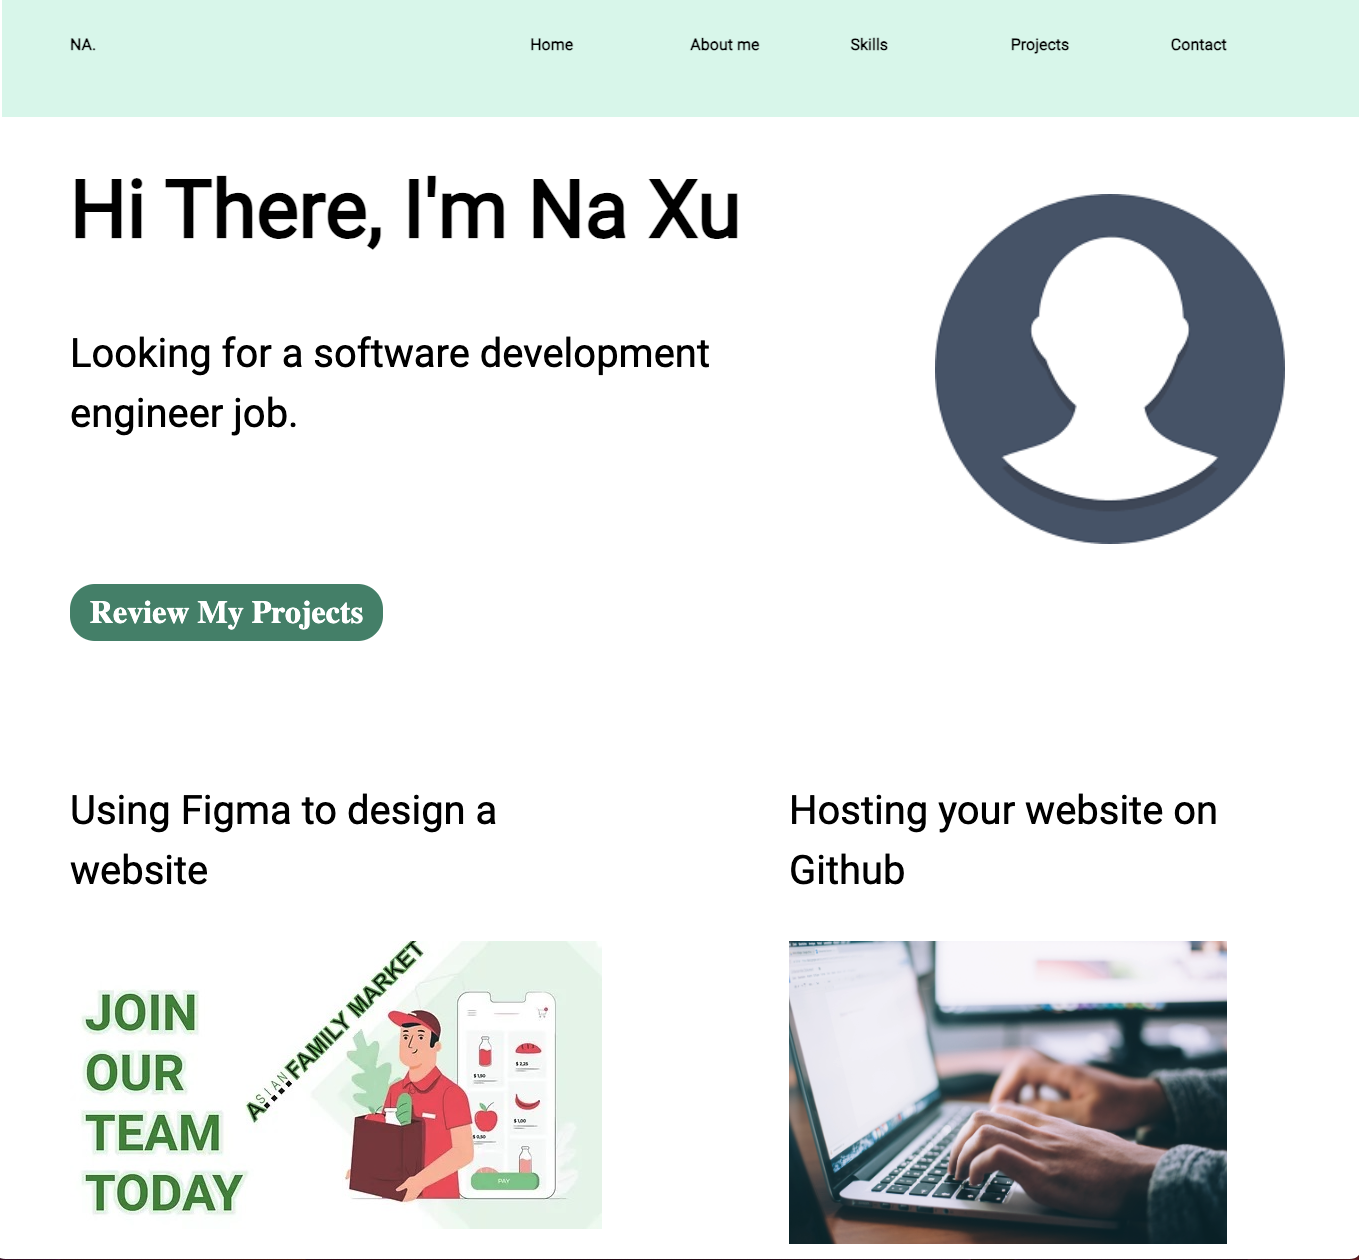 NA.
Home
About me
Skills
Projects
Contact
Hi There, I'm Na Xu
Looking for a software development
engineer job.
Review My Projects
Using Figma to design a
website
Hosting your website on
Github
JOIN
OUR
TEAM
TODAY
ASIAN FAMILY MARKET
$ 1,50
$ 2,25
$ 0,50
$ 1,00
PAY